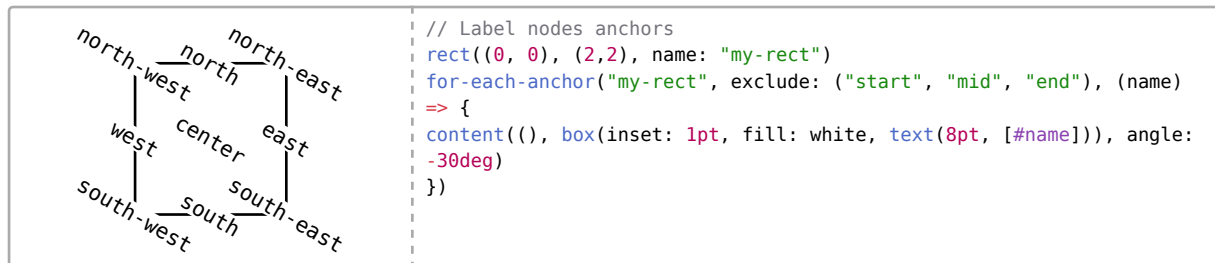 north-west
north
north-east
west
center
east
south-west
south
south-east
// Label nodes anchors
rect((0, 0), (2,2), name: "my-rect")
for-each-anchor("my-rect", exclude: ("start", "mid", "end"), (name)
=> {
content((), box(inset: 1pt, fill: white, text(8pt, [#name])), angle:
-30deg)
})